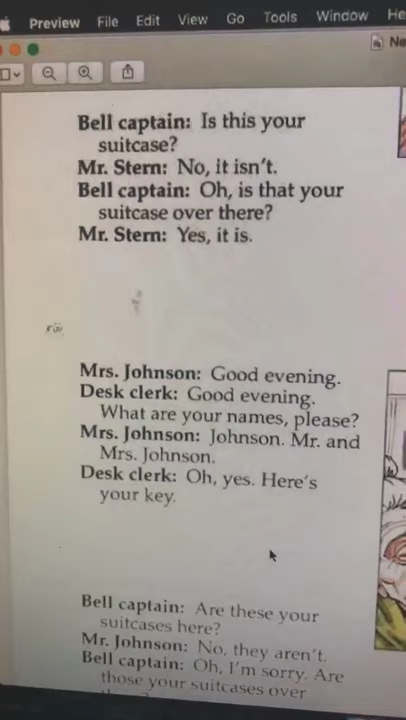 Preview File Edit View Go Tools Window
Bell captain: Is this your
suitcase?
Mr. Stern: No, it isn't.
Bell captain: Oh, is that your
suitcase over there?
Mr. Stern: Yes, it is.
Mrs. Johnson: Good evening.
Desk clerk: Good evening.
What are your names, please?
Mrs. Johnson: Johnson. Mr. and
Mrs. Johnson.
Desk clerk: Oh, yes. Here's
your key.
Bell captain: Are these your
suitcases here?
Mr. Johnson: No, they aren't.
Bell captain: Oh, I'm sorry. Are
those your suitcases over